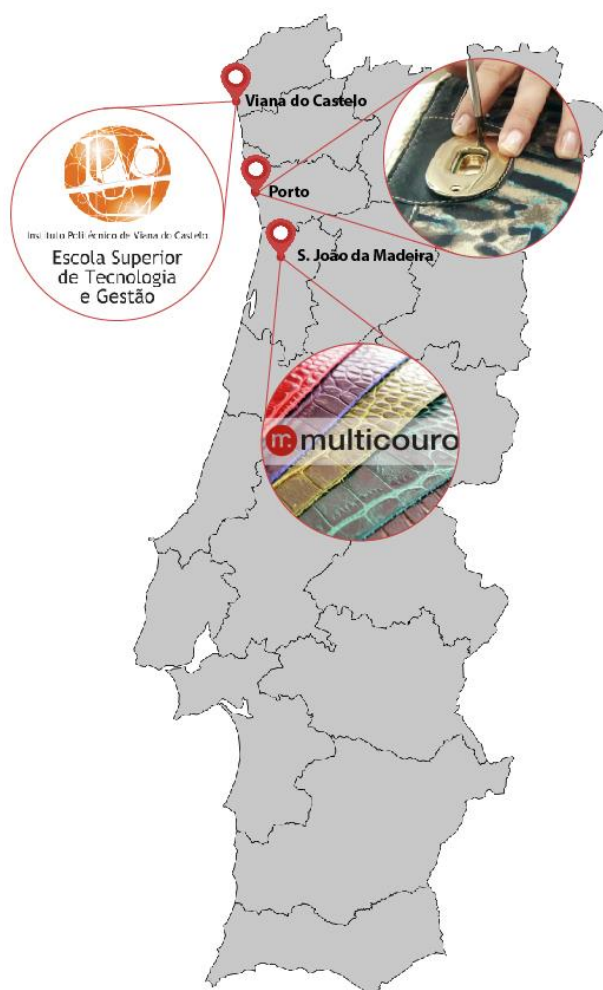 Viana do Castelo
Instituto Politécnico de Viana do Castelo
Escola Superior
de Tecnologia
e Gestão
Porto
S. João da Madeira
m. multicouro